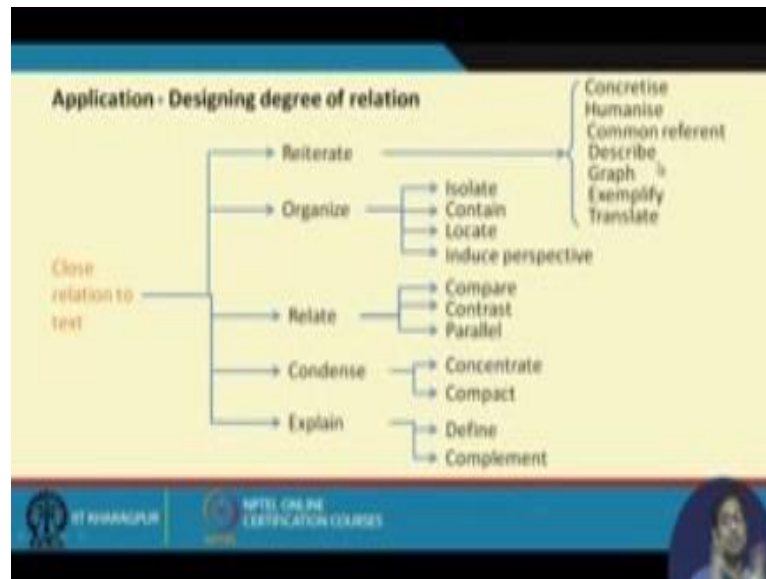 Application - Designing degree of relation
Close
relation to
text
Reiterate
Concretise
Humanise
Common referent
Describe
Graph
Exemplify
Translate
Organize
Isolate
Contain
Locate
Induce perspective
Relate
Compare
Contrast
Parallel
Condense
Concentrate
Compact
Explain
Define
Complement
IIT KHARAGPUR
NPTEL ONLINE
CERTIFICATION COURSES